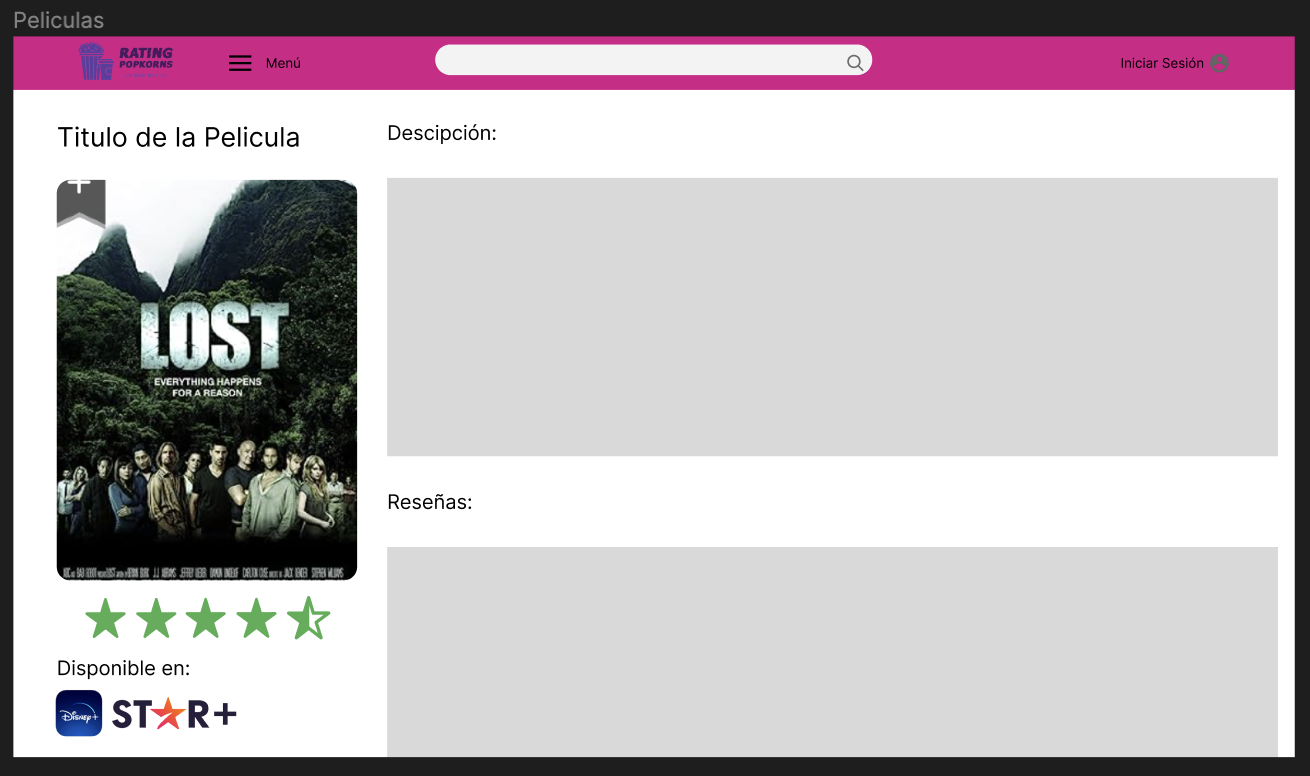 Peliculas
RATING
POPKORNS
Menú
Iniciar Sesión
Titulo de la Pelicula
Descipción:
LOST
EVERYTHING HAPPENS
FOR A REASON
Reseñas:
Disponible en:
Disney+
STAR+